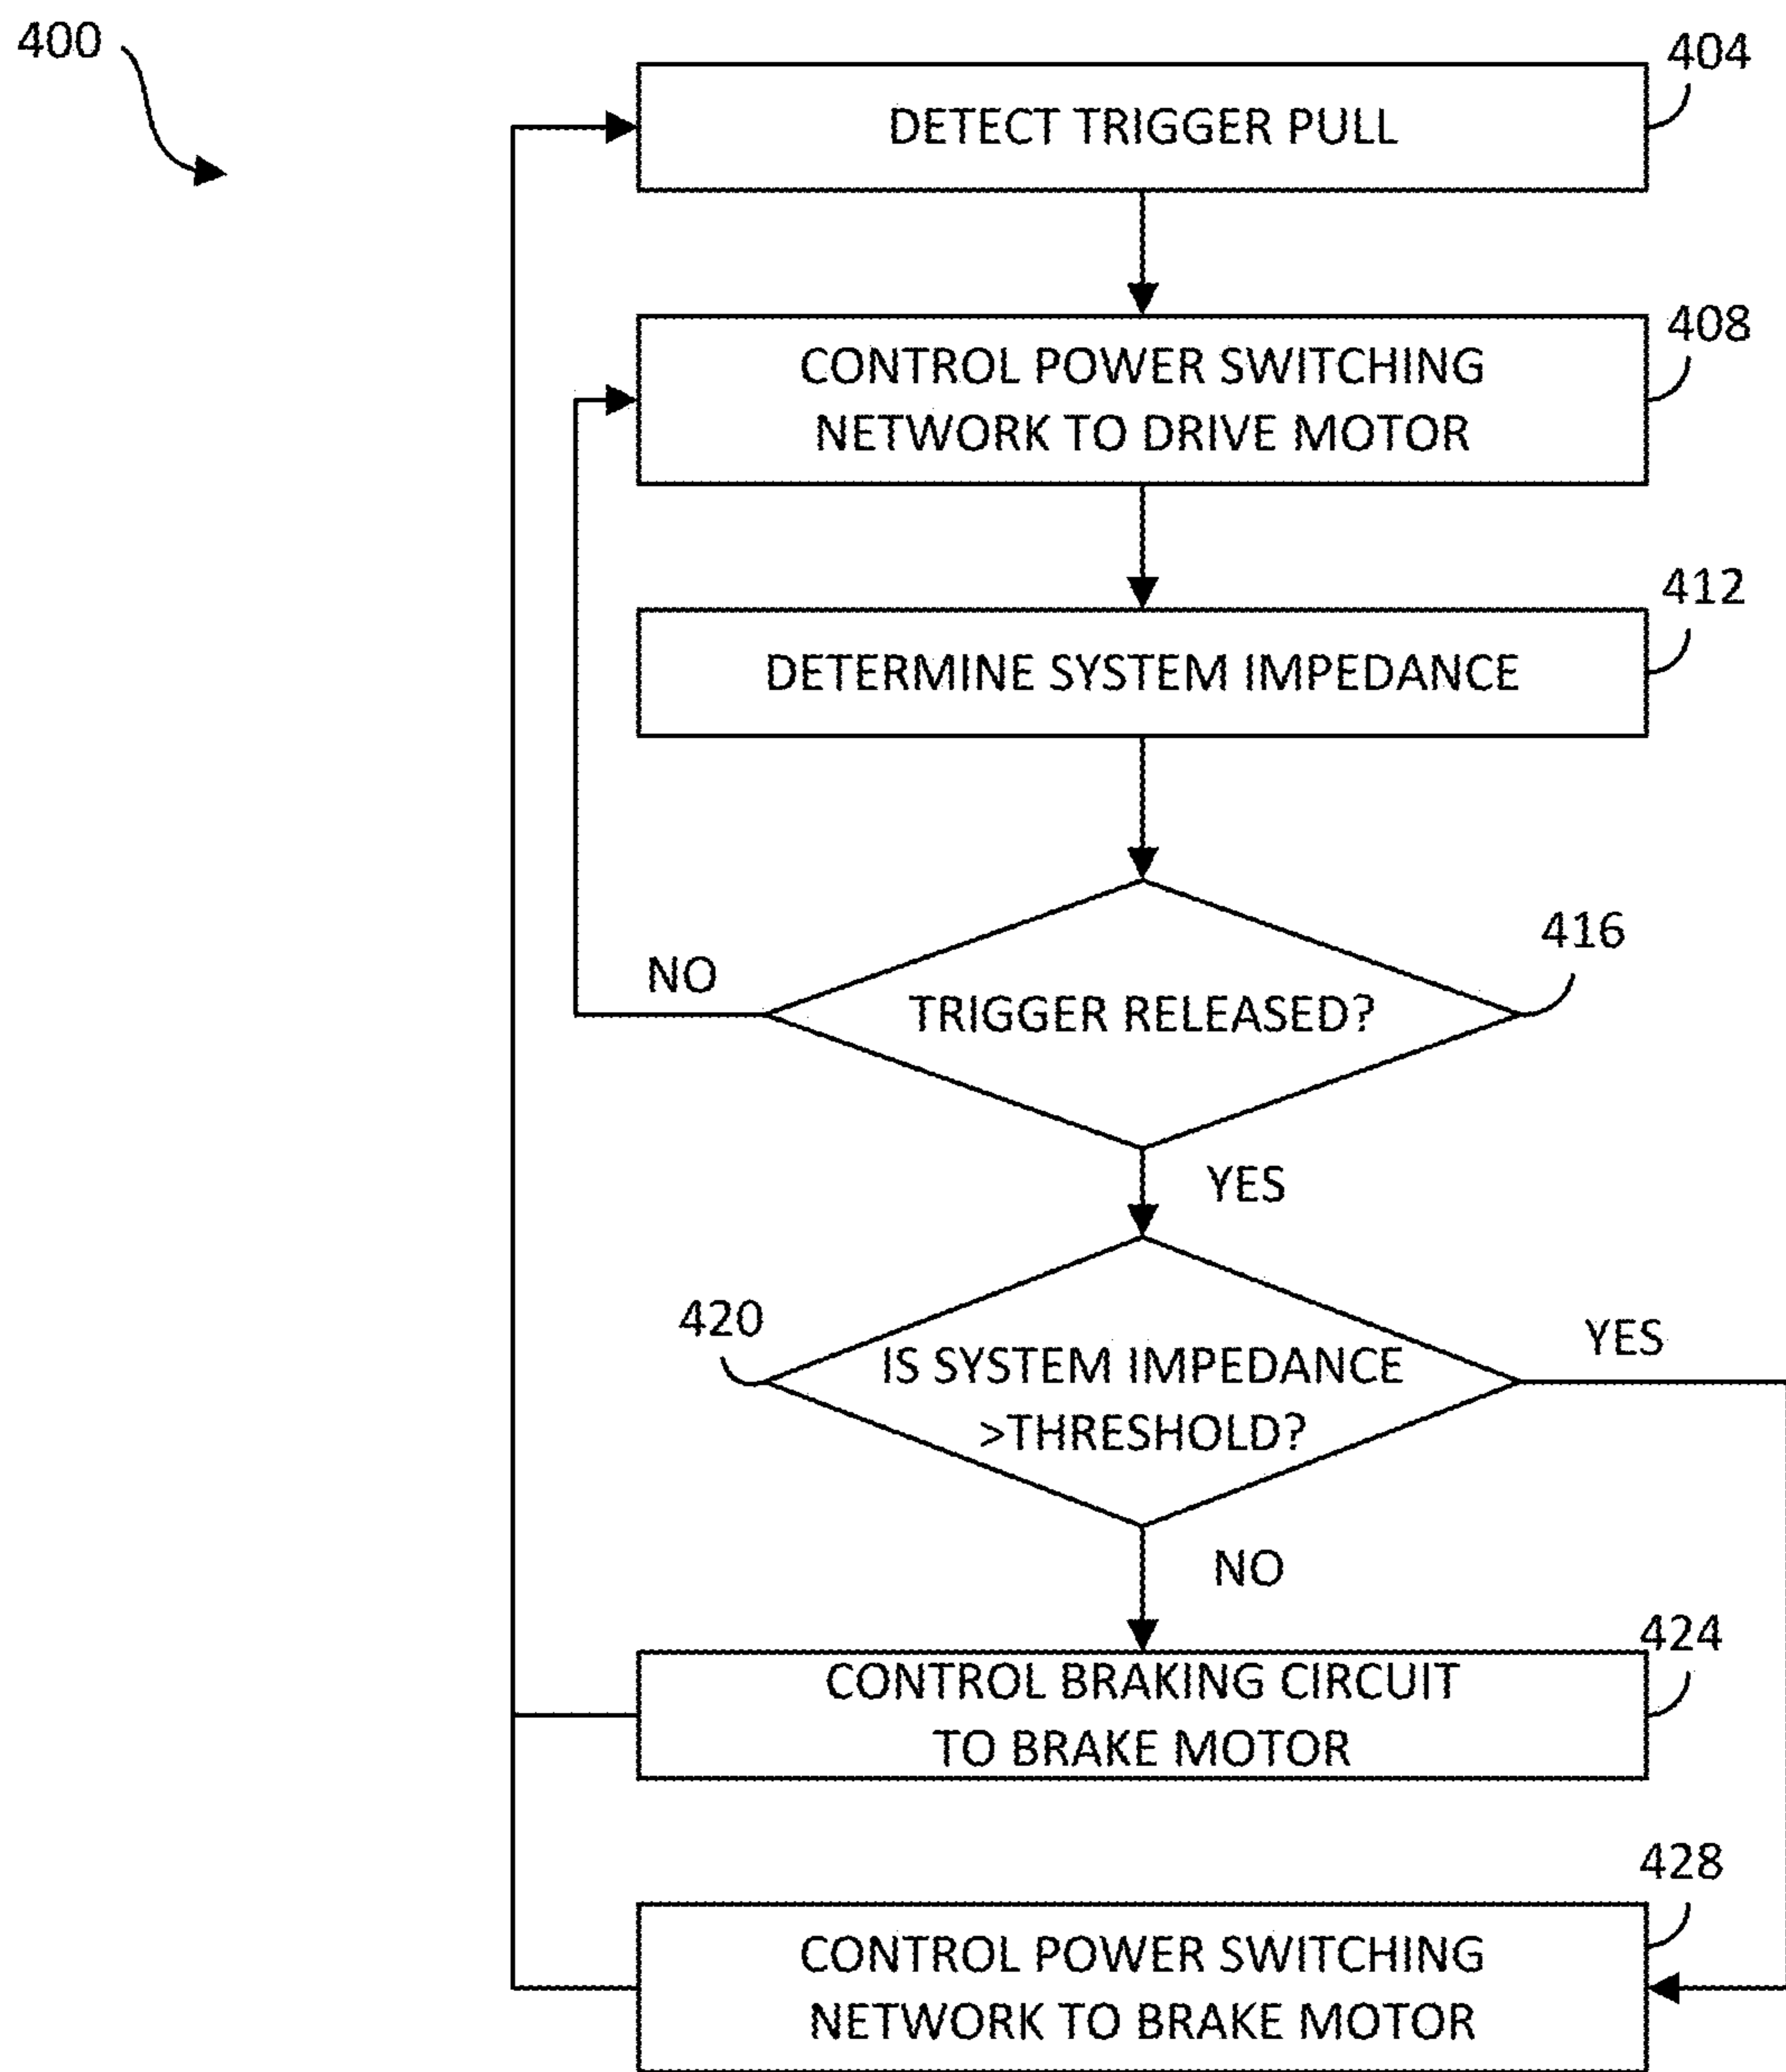 400
404
DETECT TRIGGER PULL
408
CONTROL POWER SWITCHING
NETWORK TO DRIVE MOTOR
412
DETERMINE SYSTEM IMPEDANCE
416
NO
TRIGGER RELEASED?
YES
420
YES
IS SYSTEM IMPEDANCE
>THRESHOLD?
NO
424
CONTROL BRAKING CIRCUIT
TO BRAKE MOTOR
428
CONTROL POWER SWITCHING
NETWORK TO BRAKE MOTOR